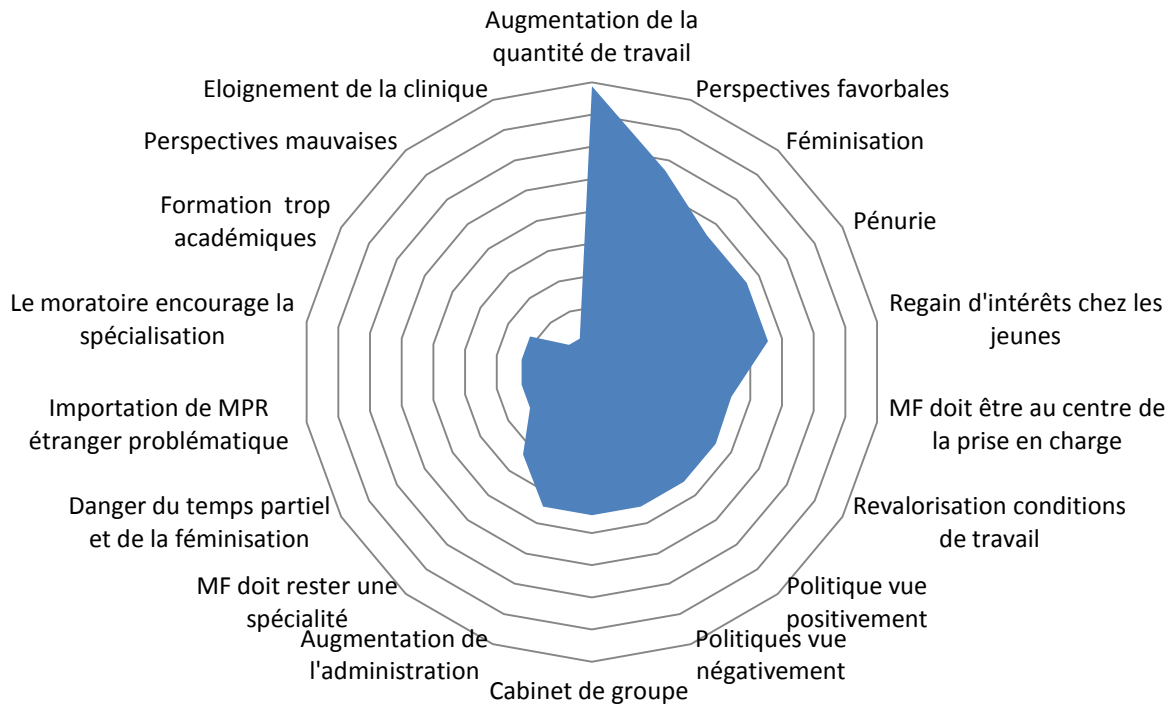 Augmentation de la
quantité de travail
Perspectives favorbales
Féminisation
Pénurie
Regain d'intérêts chez les
jeunes
MF doit être au centre de
la prise en charge
Revalorisation conditions
de travail
Politique vue
positivement
Politiques vue
négativement
Cabinet de groupe
Augmentation de
l'administration
MF doit rester une
spécialité
Danger du temps partiel
et de la féminisation
Importation de MPR
étranger problématique
Le moratoire encourage la
spécialisation
Formation  trop
académiques
Perspectives mauvaises
Eloignement de la clinique